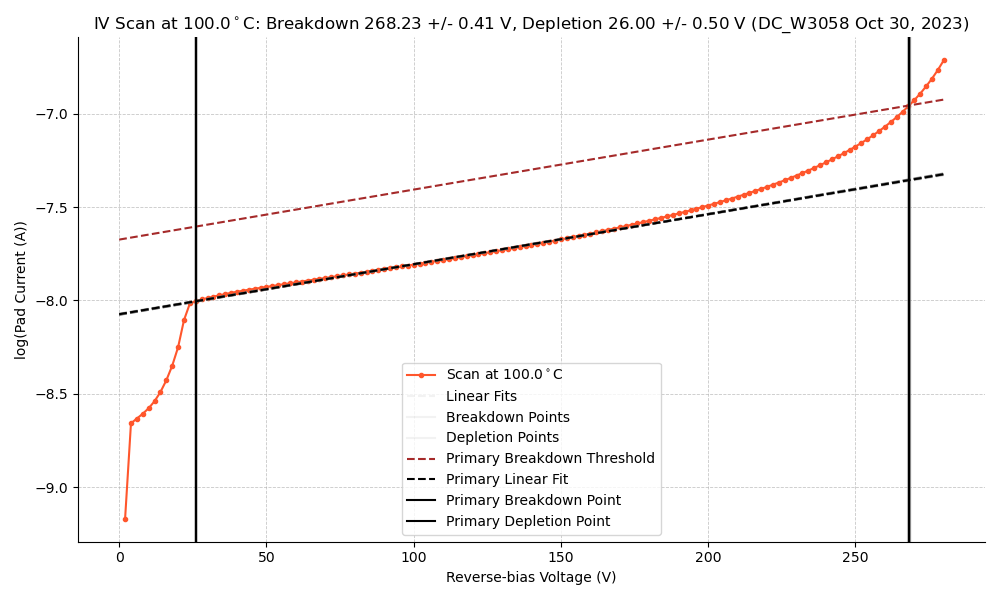 IV Scan at 100.0°C: Breakdown 268.23 +/- 0.41 V, Depletion 26.00 +/- 0.50 V (DC_W3058 Oct 30, 2023)
log(Pad Current (A))
−7.0
−7.5
−8.0
−8.5
−9.0
Scan at 100.0°C
Linear Fits
Breakdown Points
Depletion Points
Primary Breakdown Threshold
Primary Linear Fit
Primary Breakdown Point
Primary Depletion Point
0 50 100 150 200 250
Reverse-bias Voltage (V)